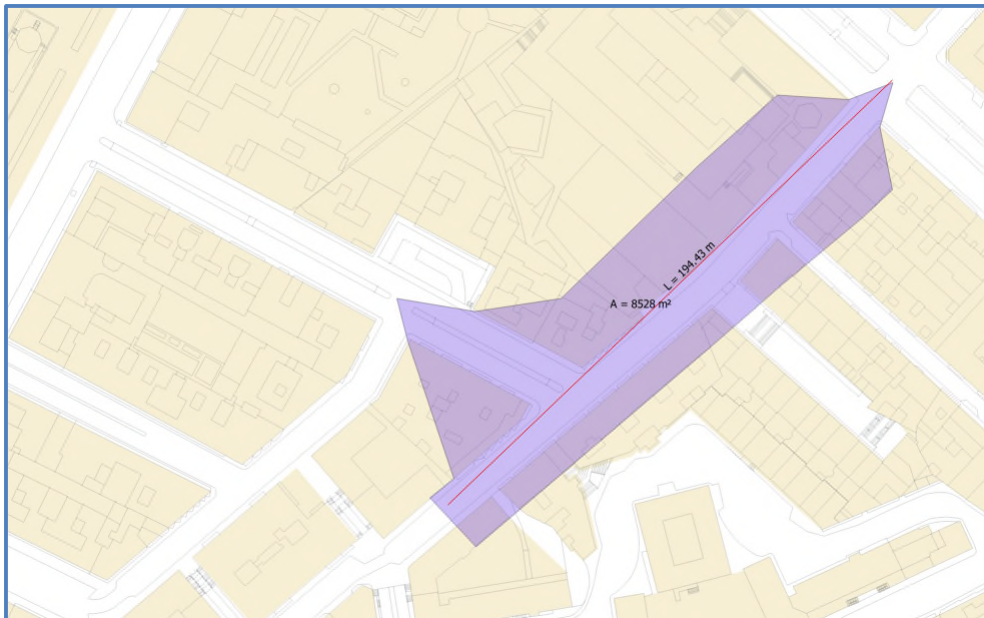 L = 194.43 m
A = 8528 m²